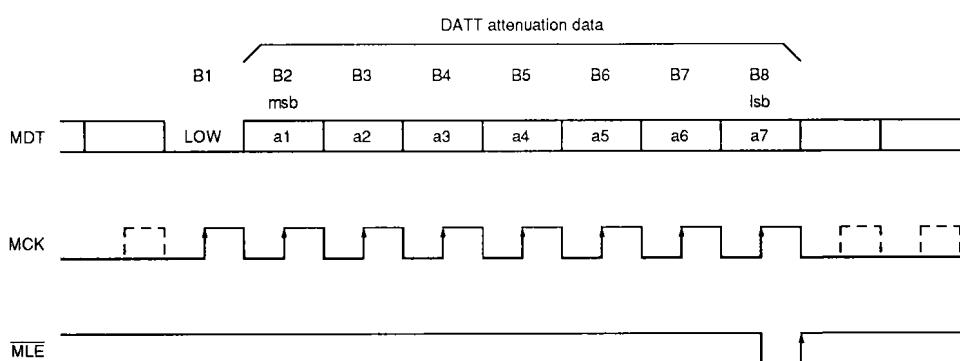 DATT attenuation data
B1 B2 B3 B4 B5 B6 B7 B8
msb lsb
MDT LOW a1 a2 a3 a4 a5 a6 a7
MCK
MLE